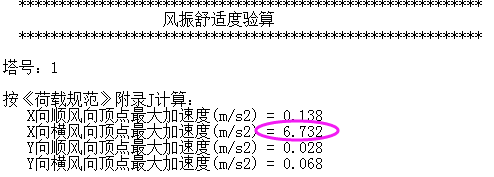 **************************************************
风振舒适度验算
**************************************************
塔号: 1
按《荷载规范》附录J计算:
X向顺风向顶点最大加速度(m/s2) = 0.138
X向横风向顶点最大加速度(m/s2) = 6.732
Y向顺风向顶点最大加速度(m/s2) = 0.028
Y向横风向顶点最大加速度(m/s2) = 0.068